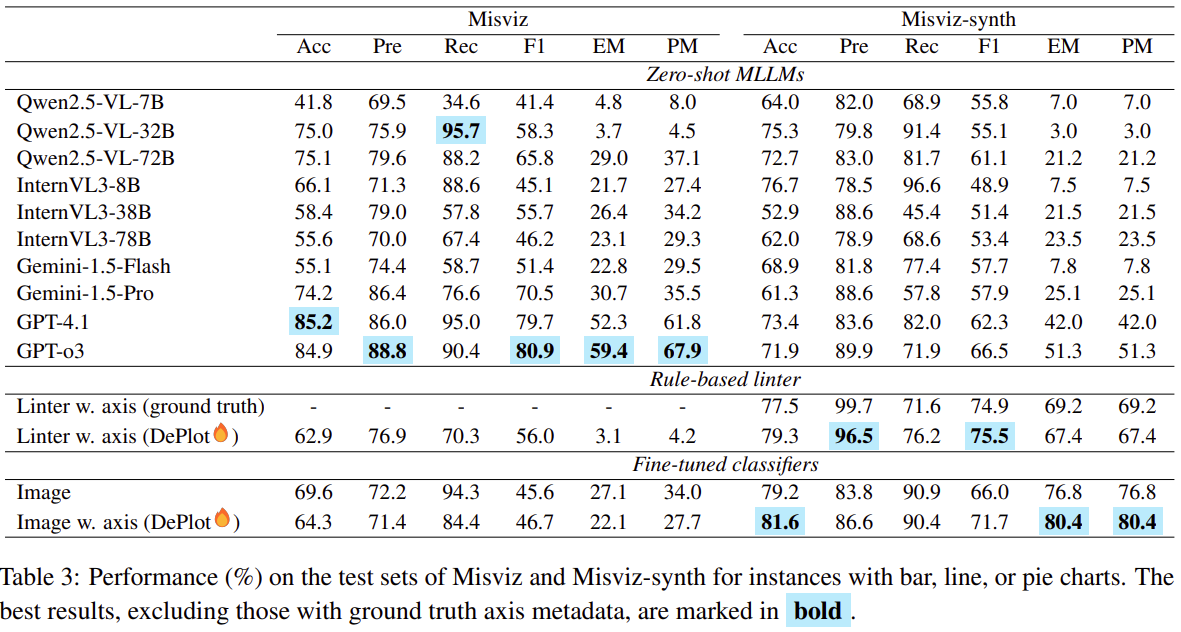 Misviz Misviz-synth
Acc Pre Rec F1 EM PM Acc Pre Rec F1 EM PM
Zero-shot MLLMs
Qwen2.5-VL-7B 41.8 69.5 34.6 41.4 4.8 8.0 64.0 82.0 68.9 55.8 7.0 7.0
Qwen2.5-VL-32B 75.0 75.9 95.7 58.3 3.7 4.5 75.3 79.8 91.4 55.1 3.0 3.0
Qwen2.5-VL-72B 75.1 79.6 88.2 65.8 29.0 37.1 72.7 83.0 81.7 61.1 21.2 21.2
InternVL3-8B 66.1 71.3 88.6 45.1 21.7 27.4 76.7 78.5 96.6 48.9 7.5 7.5
InternVL3-38B 58.4 79.0 57.8 55.7 26.4 34.2 52.9 88.6 45.4 51.4 21.5 21.5
InternVL3-78B 55.6 70.0 67.4 46.2 23.1 29.3 62.0 78.9 68.6 53.4 23.5 23.5
Gemini-1.5-Flash 55.1 74.4 58.7 51.4 22.8 29.5 68.9 81.8 77.4 57.7 7.8 7.8
Gemini-1.5-Pro 74.2 86.4 76.6 70.5 30.7 35.5 61.3 88.6 57.8 57.9 25.1 25.1
GPT-4.1 85.2 86.0 95.0 79.7 52.3 61.8 73.4 83.6 82.0 62.3 42.0 42.0
GPT-o3 84.9 88.8 90.4 80.9 59.4 67.9 71.9 89.9 71.9 66.5 51.3 51.3
Rule-based linter
Linter w. axis (ground truth) - - - - - - 77.5 99.7 71.6 74.9 69.2 69.2
Linter w. axis (DePlot🔥) 62.9 76.9 70.3 56.0 3.1 4.2 79.3 96.5 76.2 75.5 67.4 67.4
Fine-tuned classifiers
Image 69.6 72.2 94.3 45.6 27.1 34.0 79.2 83.8 90.9 66.0 76.8 76.8
Image w. axis (DePlot🔥) 64.3 71.4 84.4 46.7 22.1 27.7 81.6 86.6 90.4 71.7 80.4 80.4
Table 3: Performance (%) on the test sets of Misviz and Misviz-synth for instances with bar, line, or pie charts. The
best results, excluding those with ground truth axis metadata, are marked in bold.